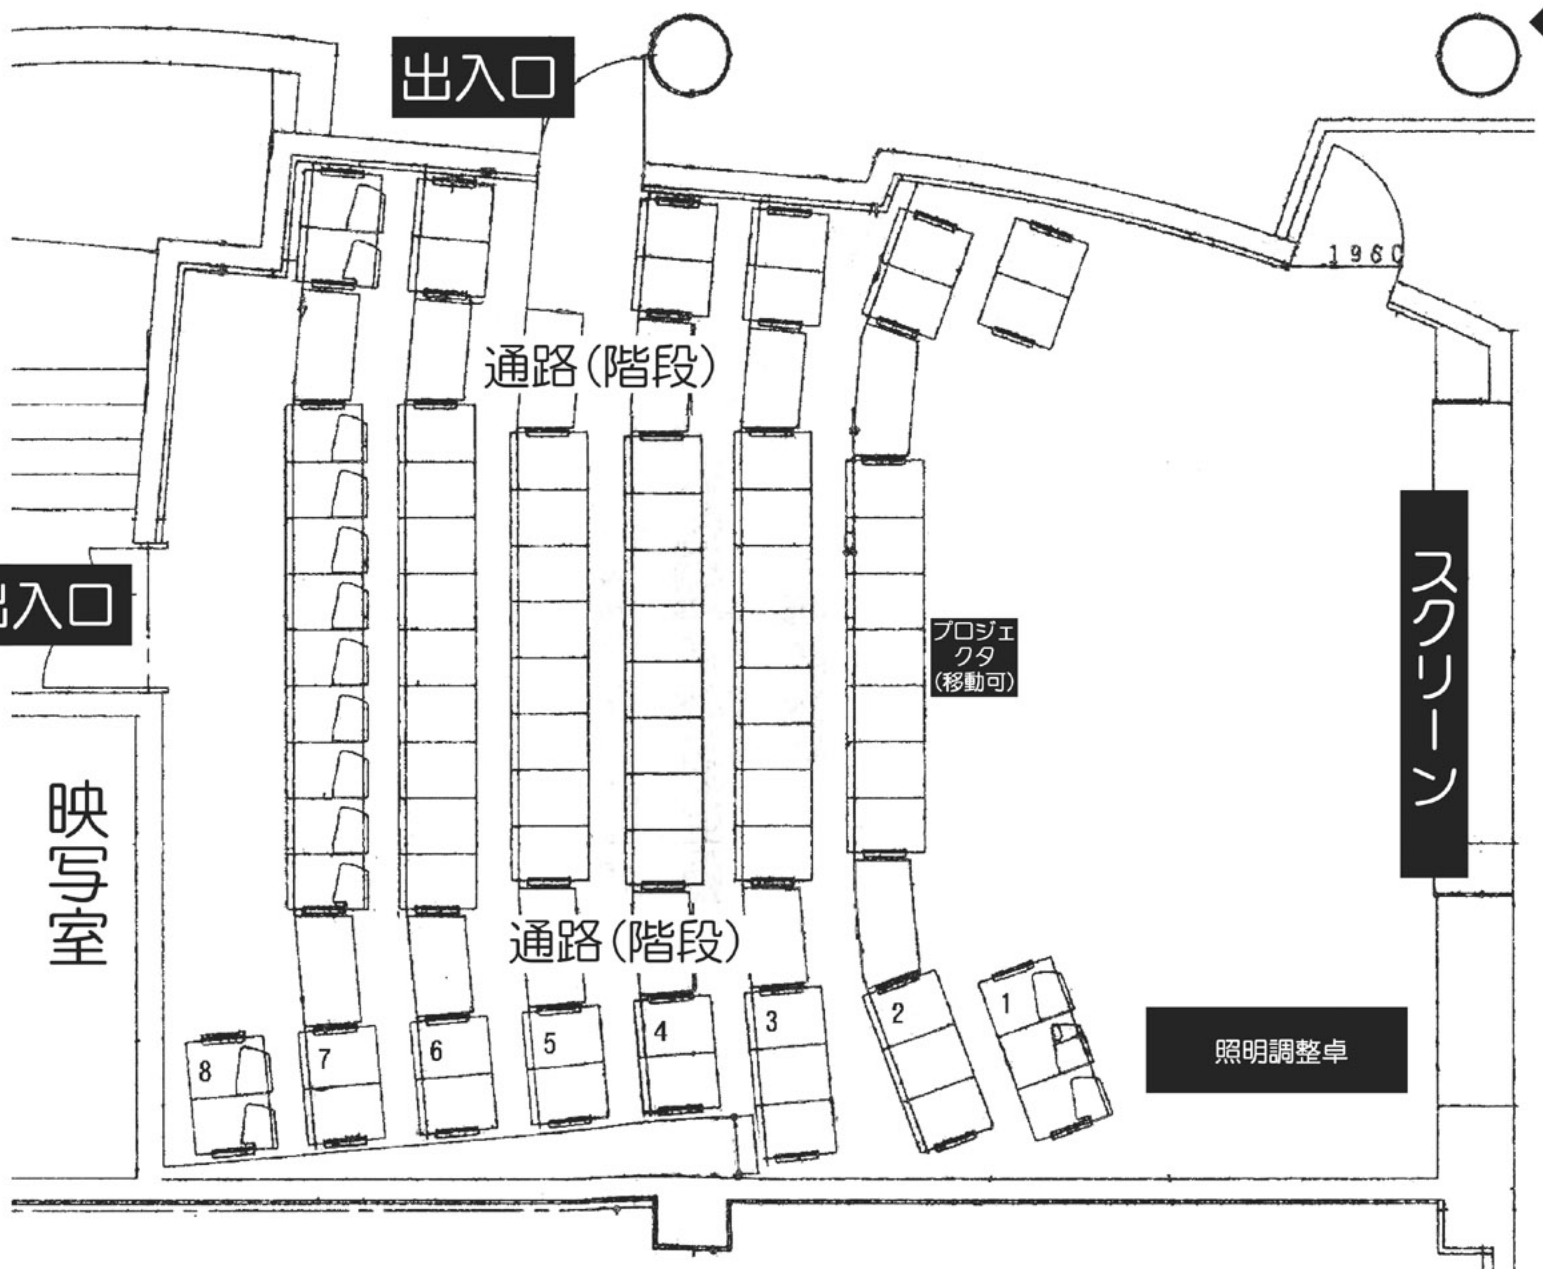 出入口
1960
通路(階段)
出入口
プロジェ
クタ
(移動可)
スクリーン
映写室
通路(階段)
8
7
6
5
4
3
2
1
照明調整卓